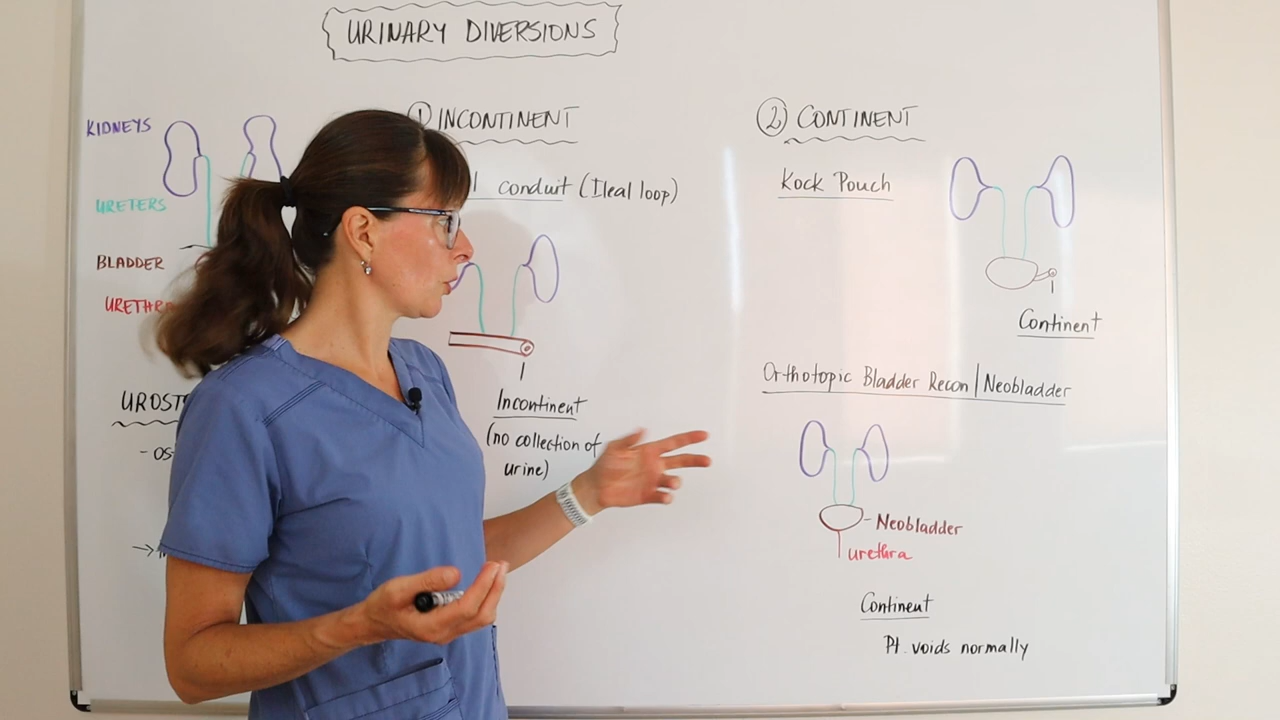 URINARY DIVERSIONS
KIDNEYS
URETERS
BLADDER
① INCONTINENT
conduit (Ileal loop)
Incontinent
(no collection of
urine)
② CONTINENT
Kock Pouch
Continent
Orthotopic Bladder Recon | Neobladder
- Neobladder
urethra
Continent
Pt. voids normally